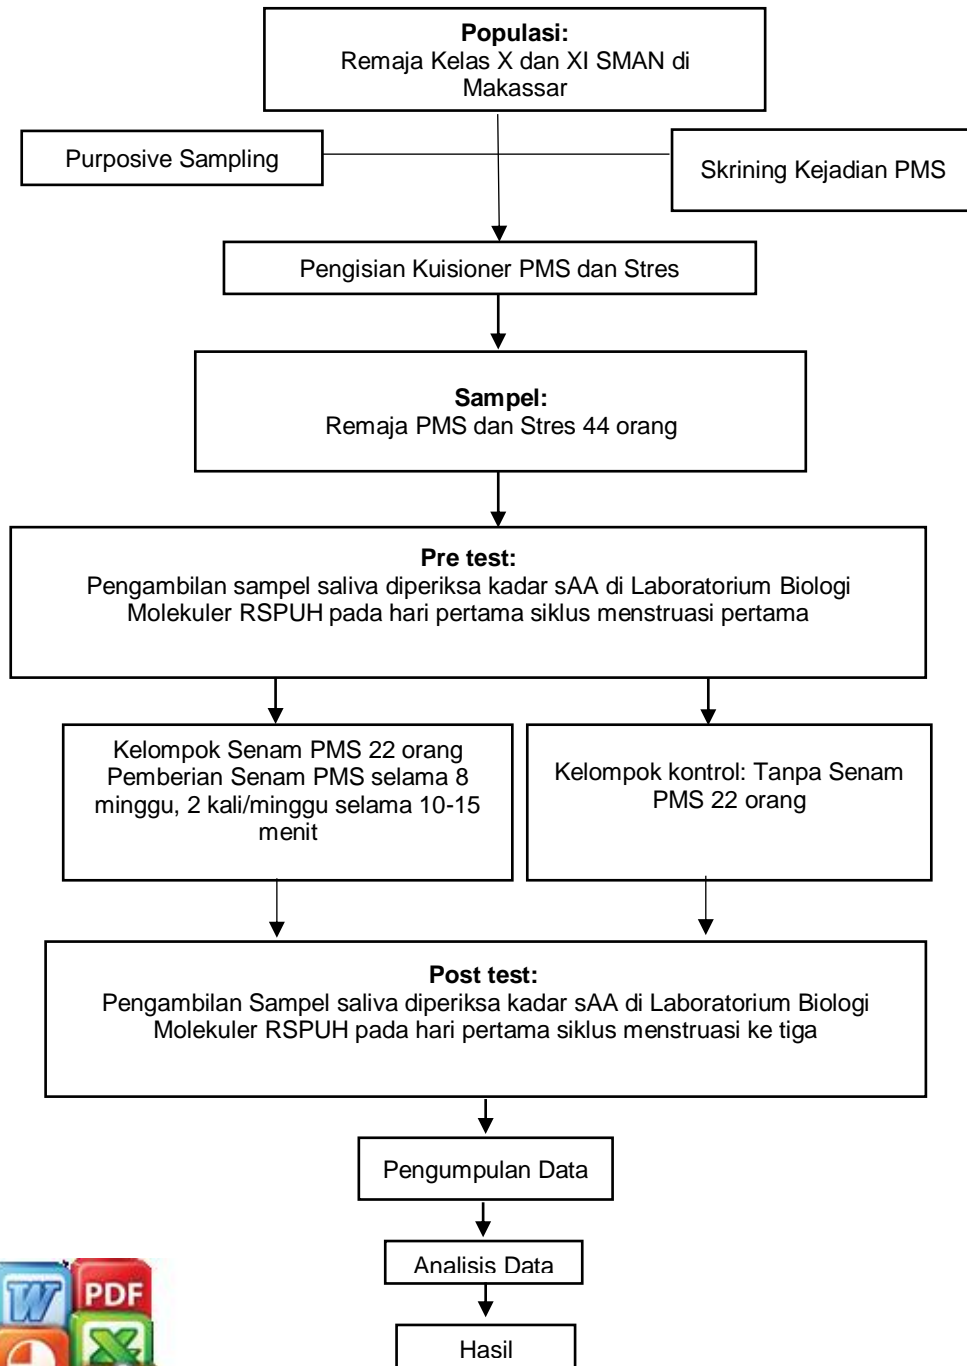 Populasi:
Remaja Kelas X dan XI SMAN di
Makassar
Purposive Sampling
Skrining Kejadian PMS
Pengisian Kuisioner PMS dan Stres
Sampel:
Remaja PMS dan Stres 44 orang
Pre test:
Pengambilan sampel saliva diperiksa kadar sAA di Laboratorium Biologi
Molekuler RSPUH pada hari pertama siklus menstruasi pertama
Kelompok Senam PMS 22 orang
Pemberian Senam PMS selama 8
minggu, 2 kali/minggu selama 10-15
menit
Kelompok kontrol: Tanpa Senam
PMS 22 orang
Post test:
Pengambilan Sampel saliva diperiksa kadar sAA di Laboratorium Biologi
Molekuler RSPUH pada hari pertama siklus menstruasi ke tiga
Pengumpulan Data
Analisis Data
Hasil
W
PDF
X